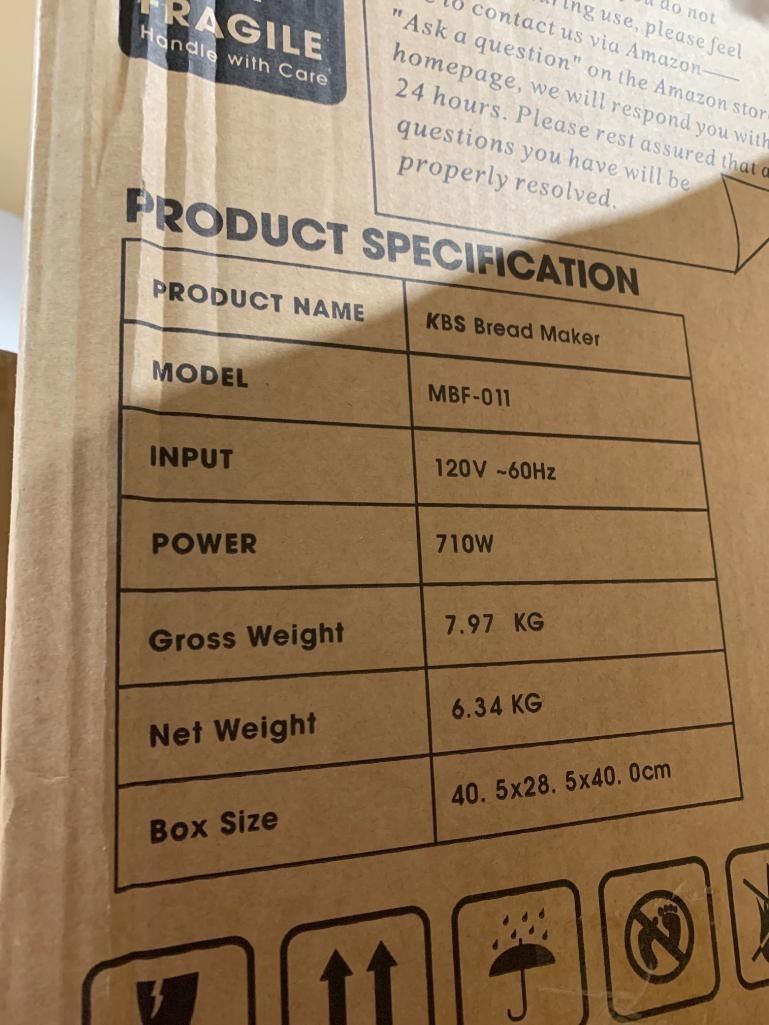 FRAGILE
Handle with Care
do not
ing use, please feel
to contact us via Amazon——
"Ask a question" on the Amazon
homepage, we will respond you
24 hours. Please rest assured that
questions you have will be
properly resolved.
PRODUCT SPECIFICATION
PRODUCT NAME KBS Bread Maker
MODEL MBF-011
INPUT 120V ~60Hz
POWER 710W
Gross Weight 7.97 KG
Net Weight 6.34 KG
Box Size 40. 5x28. 5x40. 0cm